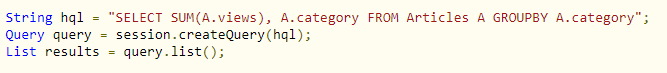 String hql = "SELECT SUM(A.views), A.category FROM Articles A GROUPBY A.category";
Query query = session.createQuery(hql);
List results = query.list();